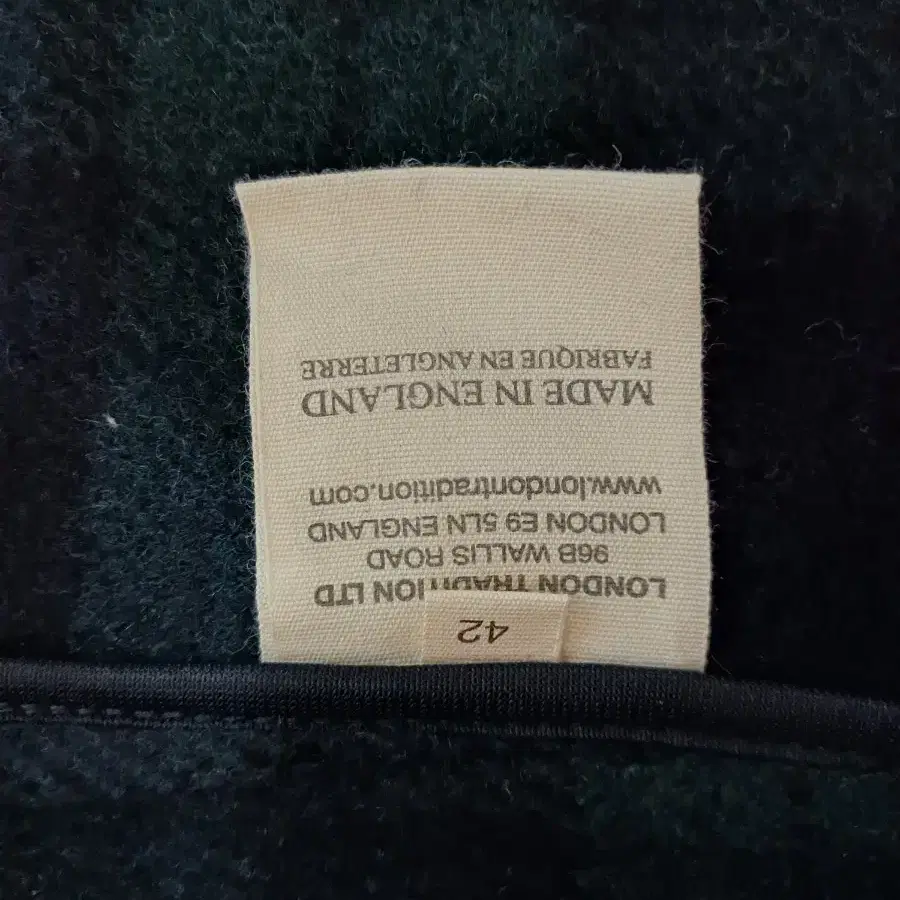 42
LONDON TRADITION LTD
96B WALLIS ROAD
LONDON E9 5LN ENGLAND
www.londontradition.com
MADE IN ENGLAND
FABRIQUE EN ANGLETERRE